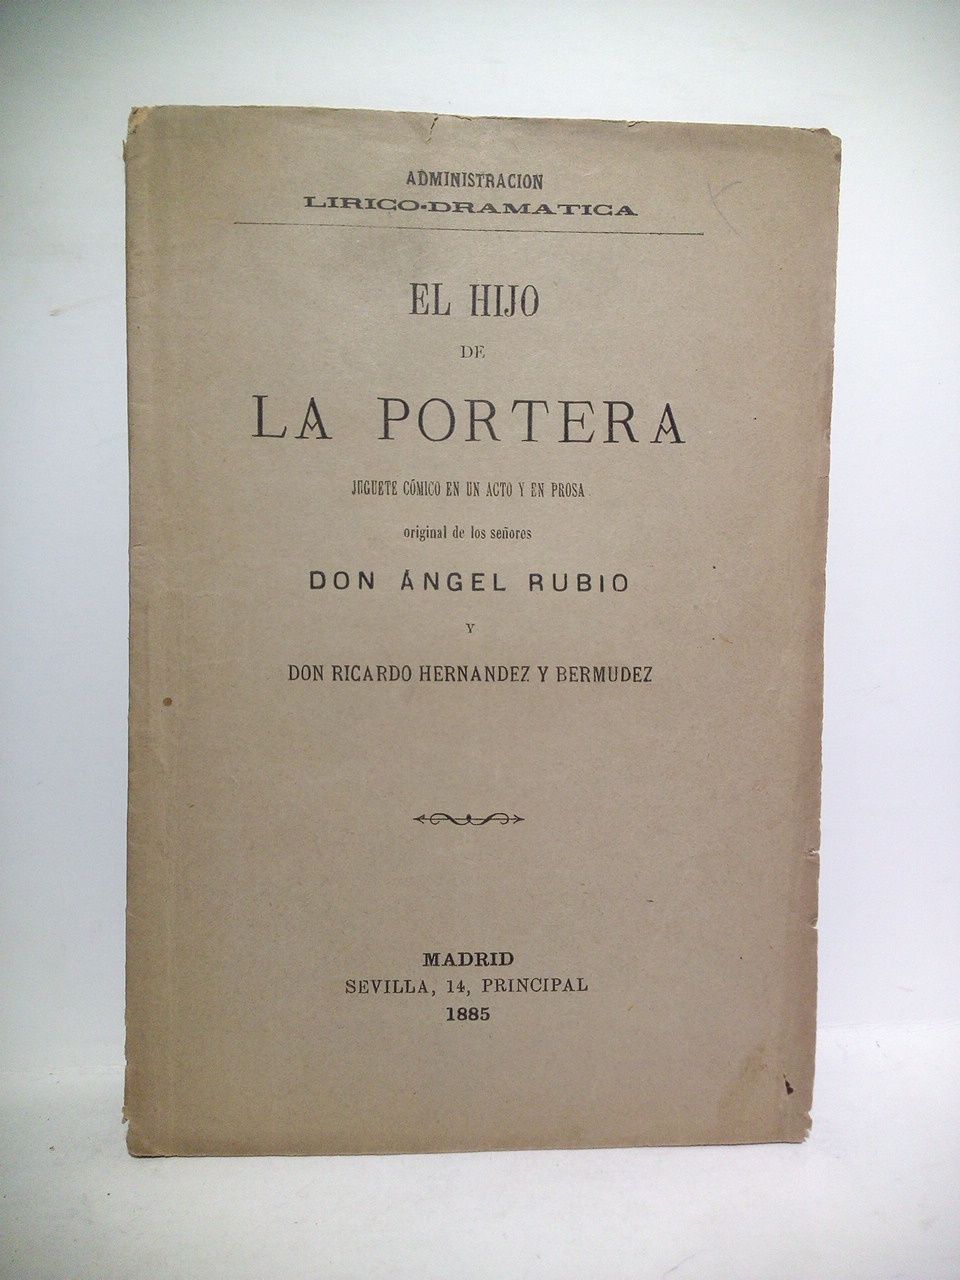 ADMINISTRACION
LIRICO-DRAMATICA
EL HIJO
DE
LA PORTERA
JUGUETE CÓMICO EN UN ACTO Y EN PROSA
original de los señores
DON ÁNGEL RUBIO
Y
DON RICARDO HERNANDEZ Y BERMUDEZ
MADRID
SEVILLA, 14, PRINCIPAL
1885